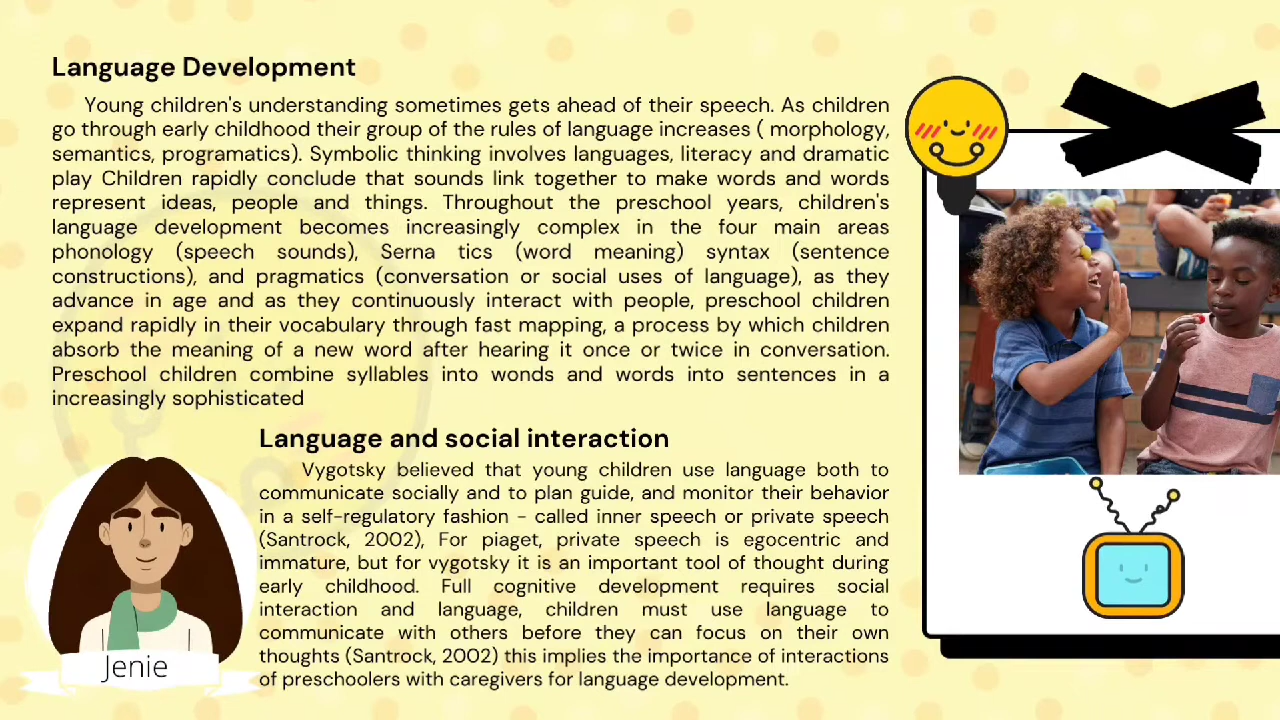 Language Development
Young children's understanding sometimes gets ahead of their speech. As children
go through early childhood their group of the rules of language increases ( morphology,
semantics, programatics). Symbolic thinking involves languages, literacy and dramatic
play Children rapidly conclude that sounds link together to make words and words
represent ideas, people and things. Throughout the preschool years, children's
language development becomes increasingly complex in the four main areas
phonology (speech sounds), Serna tics (word meaning) syntax (sentence
constructions), and pragmatics (conversation or social uses of language), as they
advance in age and as they continuously interact with people, preschool children
expand rapidly in their vocabulary through fast mapping, a process by which children
absorb the meaning of a new word after hearing it once or twice in conversation.
Preschool children combine syllables into wonds and words into sentences in a
increasingly sophisticated
Language and social interaction
Vygotsky believed that young children use language both to
communicate socially and to plan guide, and monitor their behavior
in a self-regulatory fashion - called inner speech or private speech
(Santrock, 2002), For piaget, private speech is egocentric and
immature, but for vygotsky it is an important tool of thought during
early childhood. Full cognitive development requires social
interaction and language, children must use language to
communicate with others before they can focus on their own
thoughts (Santrock, 2002) this implies the importance of interactions
of preschoolers with caregivers for language development.
Jenie